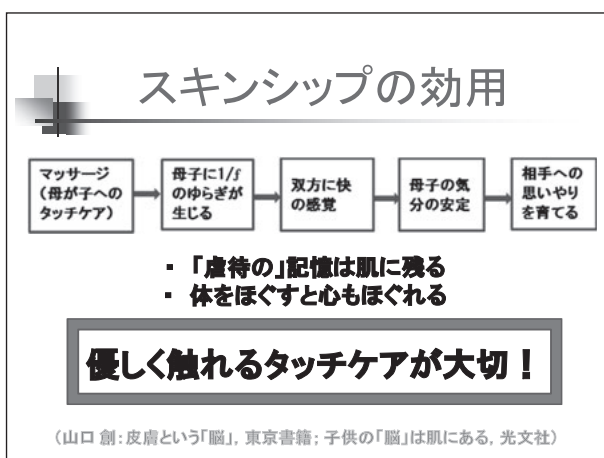 スキンシップの効用
マッサージ
(母が子への
タッチケア)
母子に1/f
のゆらぎが
生じる
双方に快
の感覚
母子の気
分の安定
相手への
思いやり
を育てる
▪ 「虐待の」記憶は肌に残る
▪ 体をほぐすと心もほぐれる
優しく触れるタッチケアが大切!
(山口 創:皮膚という「脳」, 東京書籍; 子供の「脳」は肌にある, 光文社)